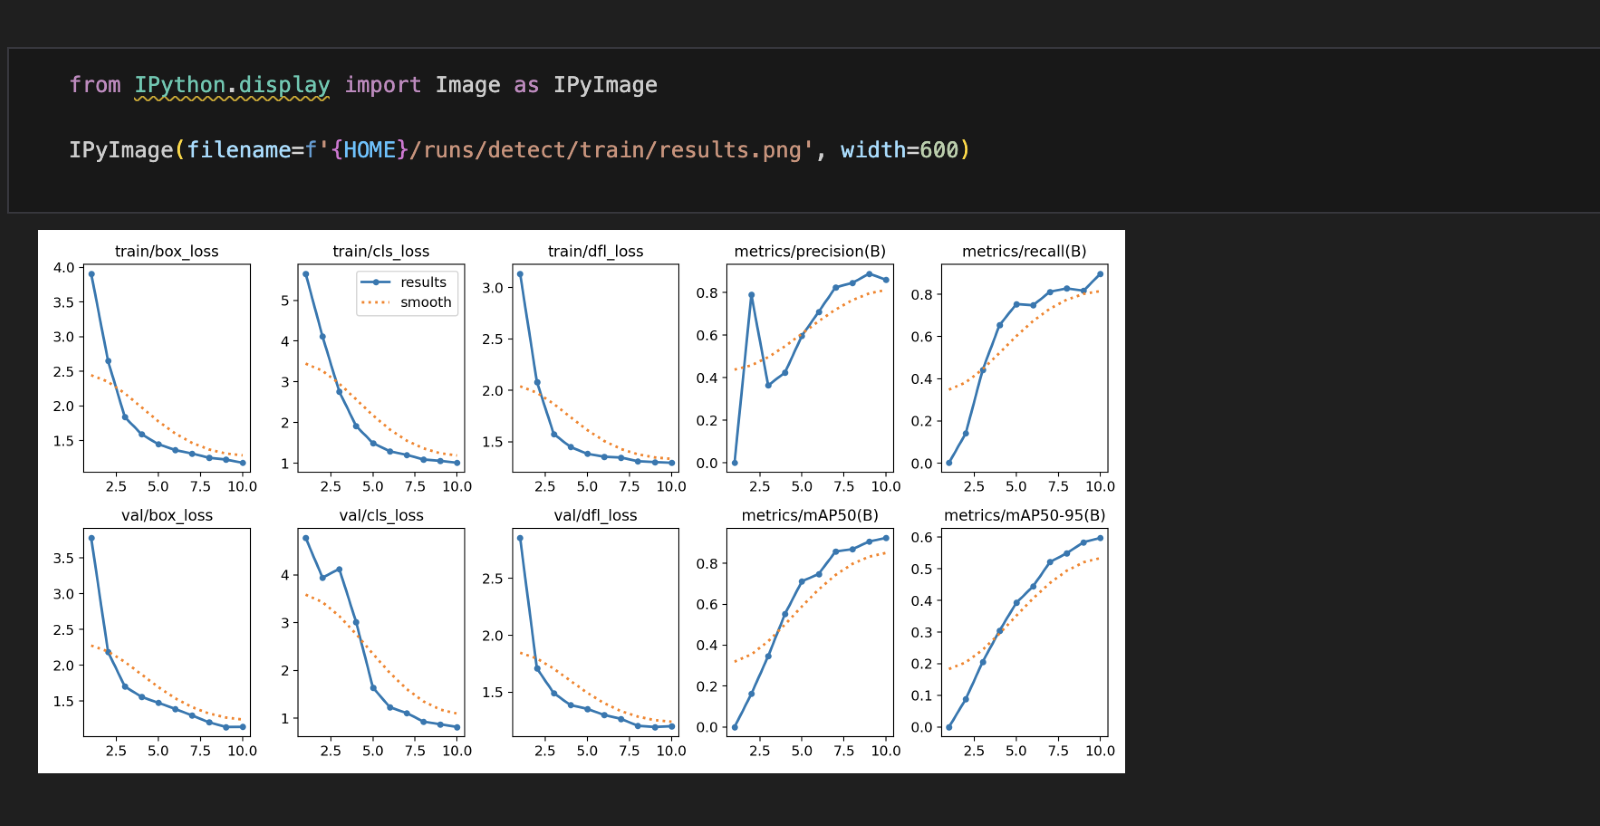 from IPython.display import Image as IPyImage
IPyImage(filename=f'{HOME}/runs/detect/train/results.png', width=600)
train/box_loss
4.0
3.5
3.0
2.5
2.0
1.5
2.5 5.0 7.5 10.0
train/cls_loss
results
smooth
5
4
3
2
1
2.5 5.0 7.5 10.0
train/dfl_loss
3.0
2.5
2.0
1.5
2.5 5.0 7.5 10.0
metrics/precision(B)
0.8
0.6
0.4
0.2
0.0
2.5 5.0 7.5 10.0
metrics/recall(B)
0.8
0.6
0.4
0.2
0.0
2.5 5.0 7.5 10.0
val/box_loss
3.5
3.0
2.5
2.0
1.5
2.5 5.0 7.5 10.0
val/cls_loss
4
3
2
1
2.5 5.0 7.5 10.0
val/dfl_loss
2.5
2.0
1.5
2.5 5.0 7.5 10.0
metrics/mAP50(B)
0.8
0.6
0.4
0.2
0.0
2.5 5.0 7.5 10.0
metrics/mAP50-95(B)
0.6
0.5
0.4
0.3
0.2
0.1
0.0
2.5 5.0 7.5 10.0